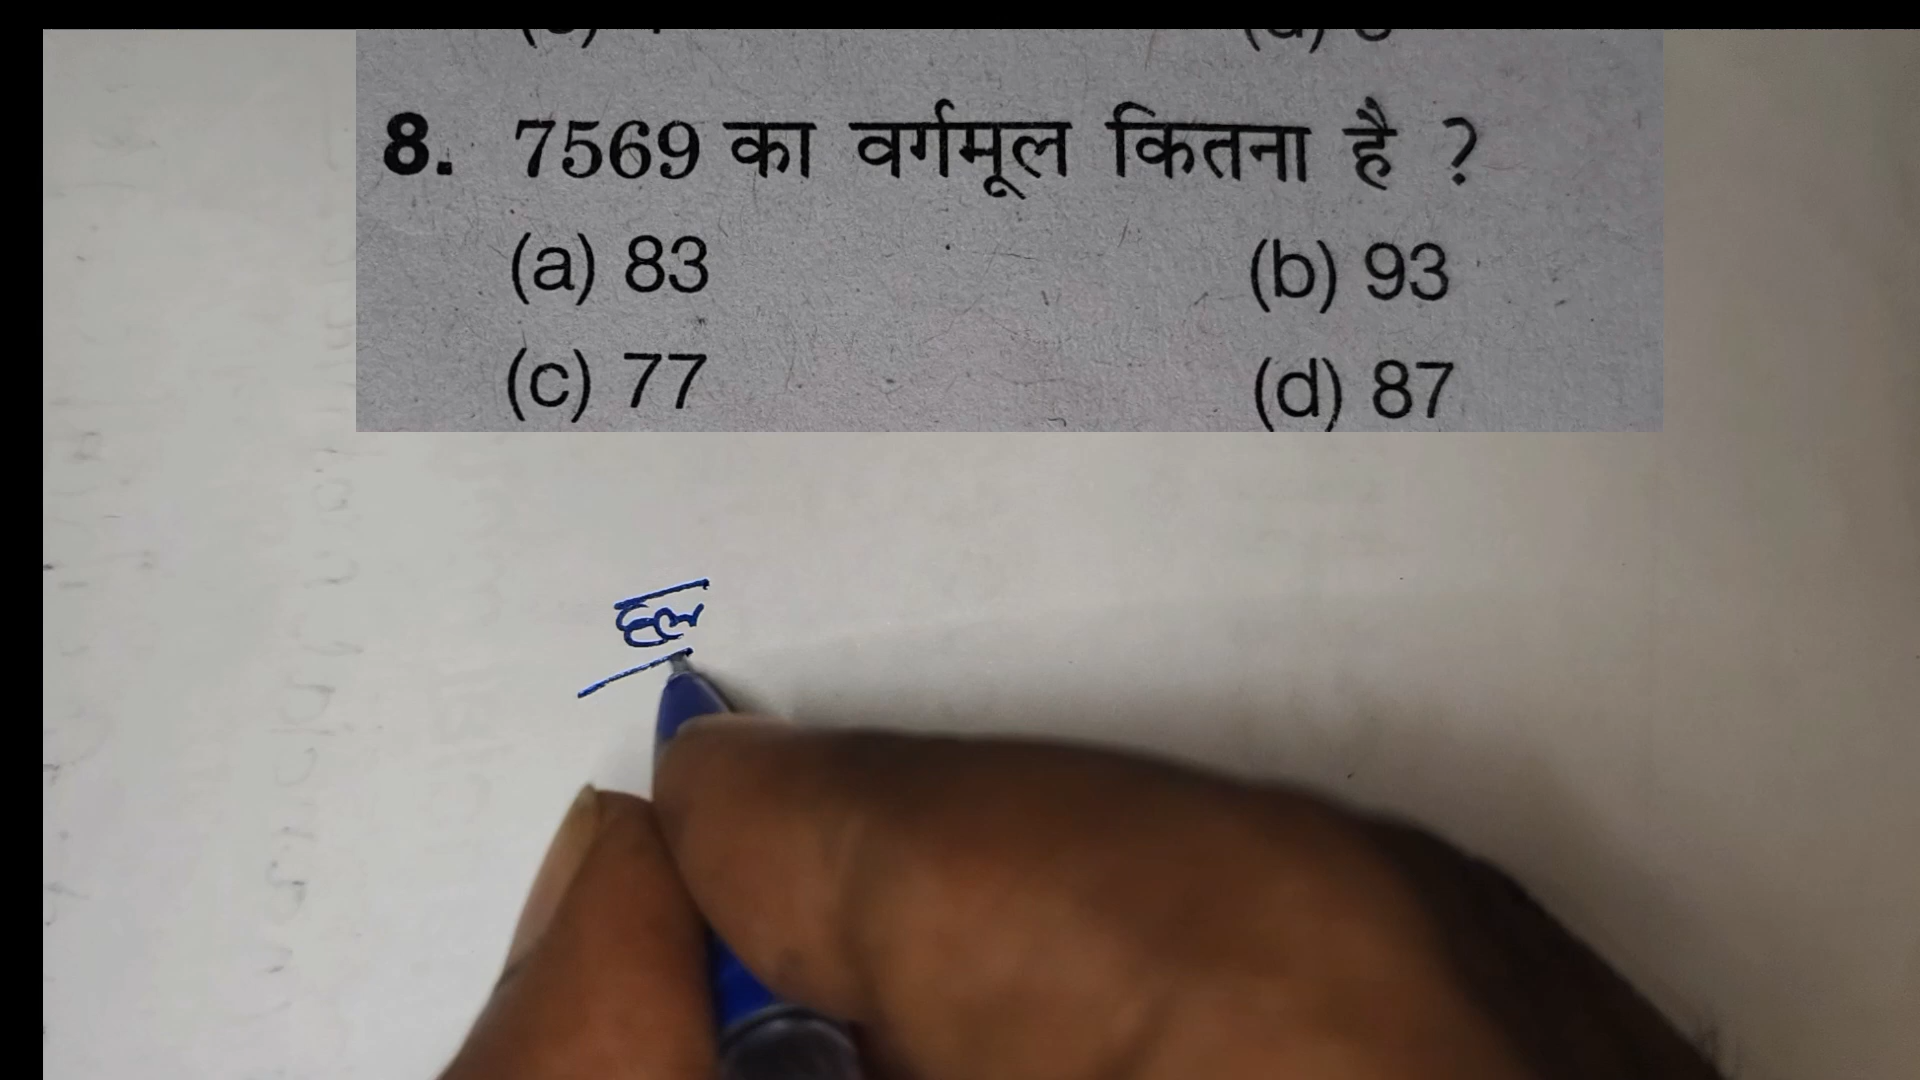 8. 7569 का वर्गमूल कितना है ?
(a) 83 (b) 93
(c) 77 (d) 87
हल